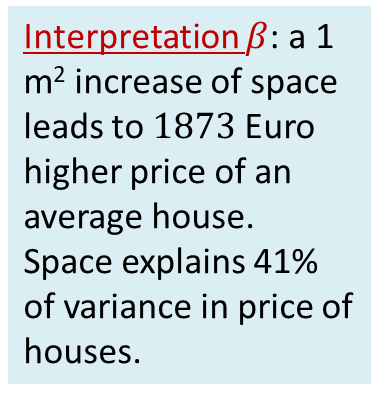 Interpretation β: a 1
m² increase of space
leads to 1873 Euro
higher price of an
average house.
Space explains 41%
of variance in price of
houses.